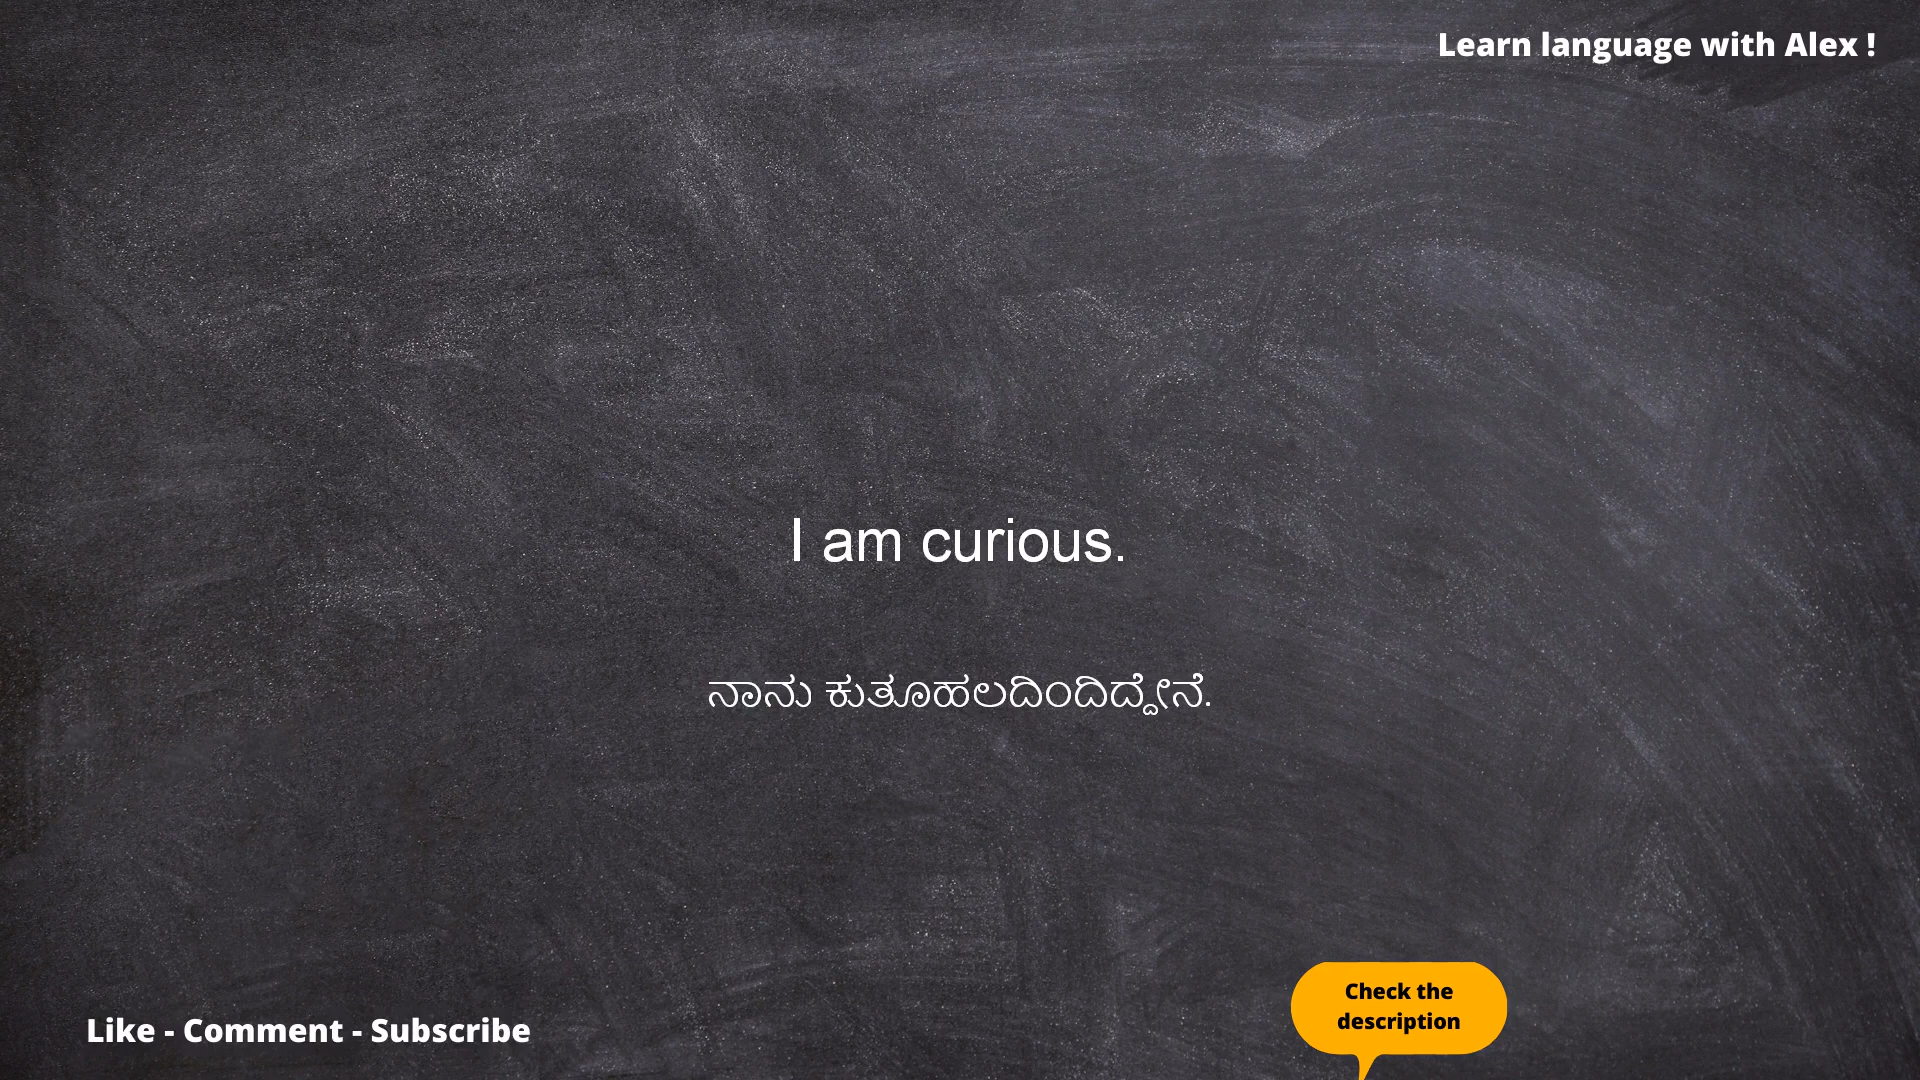 Learn language with Alex !
I am curious.
ನಾನು ಕುತೂಹಲದಿಂದಿದ್ದೇನೆ.
Check the
description
Like - Comment - Subscribe